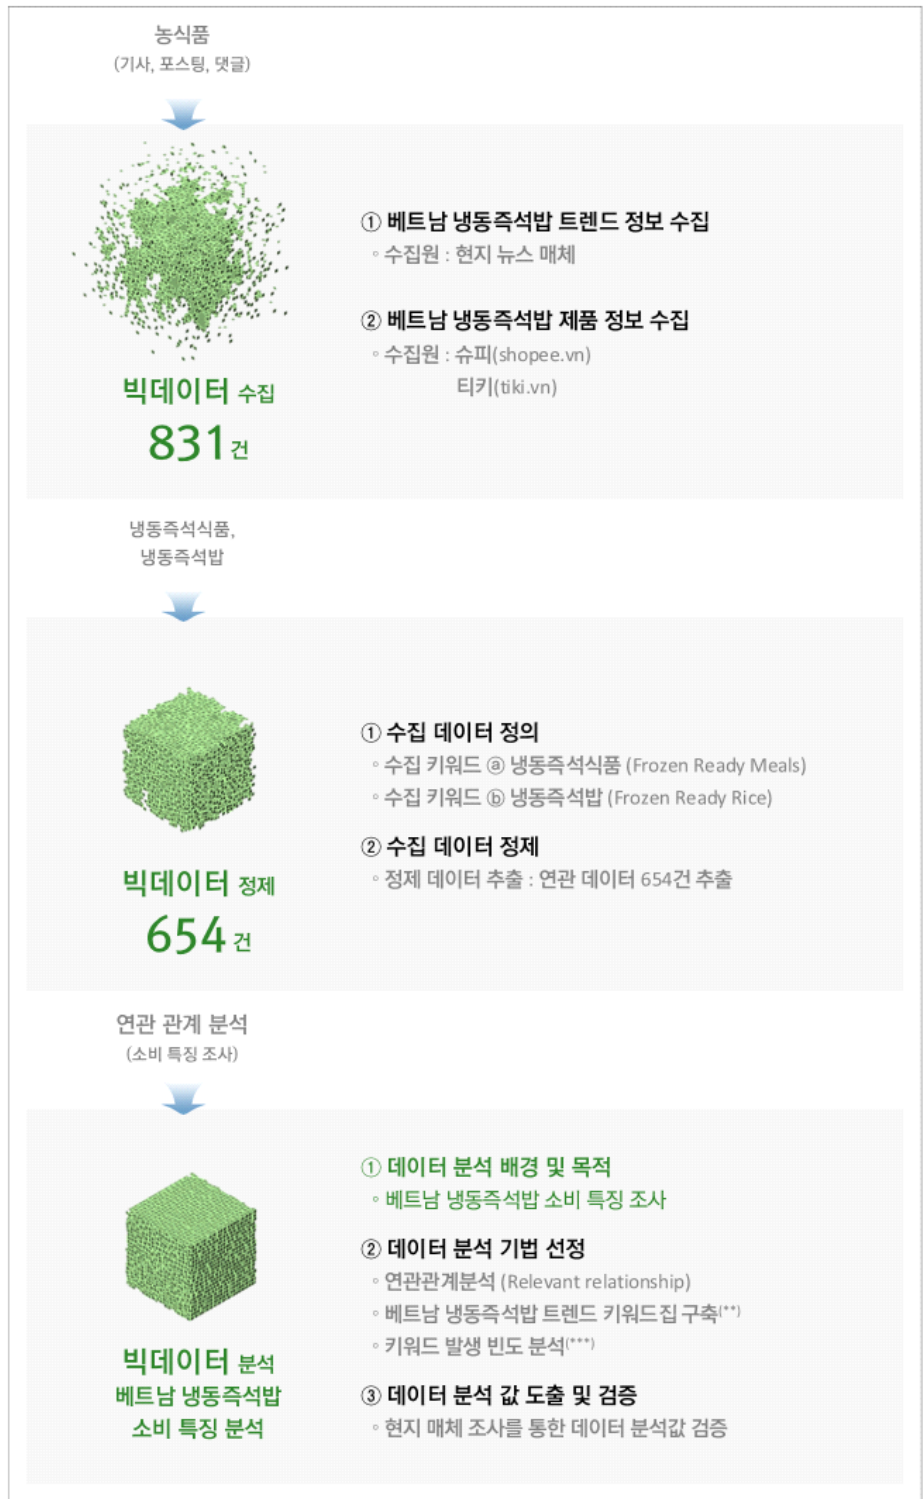 농식품
(기사, 포스팅, 댓글)
① 베트남 냉동즉석밥 트렌드 정보 수집
◦ 수집원 : 현지 뉴스 매체
② 베트남 냉동즉석밥 제품 정보 수집
◦ 수집원 : 슈피(shopee.vn)
티키(tiki.vn)
빅데이터 수집
831건
냉동즉석식품,
냉동즉석밥
① 수집 데이터 정의
◦ 수집 키워드 ⓐ 냉동즉석식품 (Frozen Ready Meals)
◦ 수집 키워드 ⓑ 냉동즉석밥 (Frozen Ready Rice)
② 수집 데이터 정제
◦ 정제 데이터 추출 : 연관 데이터 654건 추출
빅데이터 정제
654 건
연관 관계 분석
(소비 특징 조사)
① 데이터 분석 배경 및 목적
◦ 베트남 냉동즉석밥 소비 특징 조사
② 데이터 분석 기법 선정
◦ 연관관계분석 (Relevant relationship)
◦ 베트남 냉동즉석밥 트렌드 키워드집 구축(**)
◦ 키워드 발생 빈도 분석(***)
③ 데이터 분석 값 도출 및 검증
◦ 현지 매체 조사를 통한 데이터 분석값 검증
빅데이터 분석
베트남 냉동즉석밥
소비 특징 분석